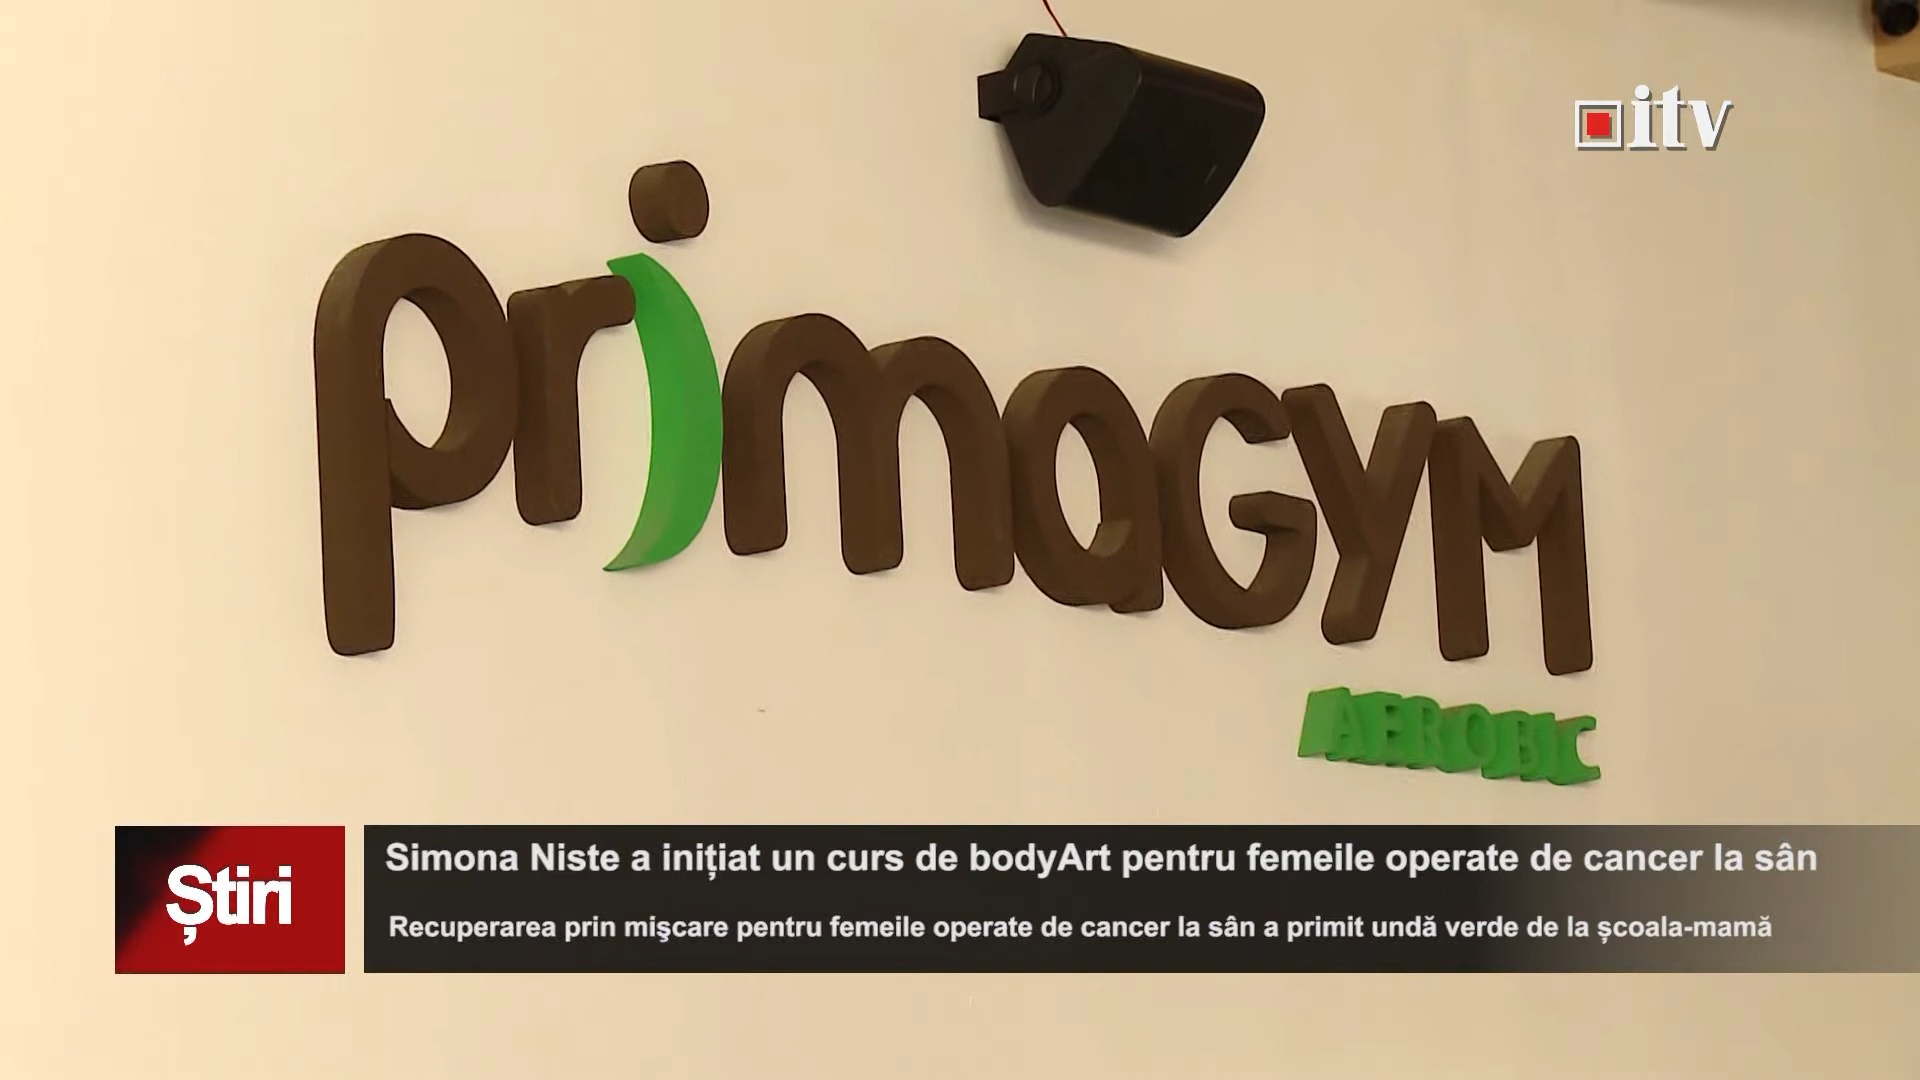 itv
primaGYM
AEROBIC
Știri
Simona Niste a inițiat un curs de bodyArt pentru femeile operate de cancer la sân
Recuperarea prin mişcare pentru femeile operate de cancer la sân a primit undă verde de la școala-mamă